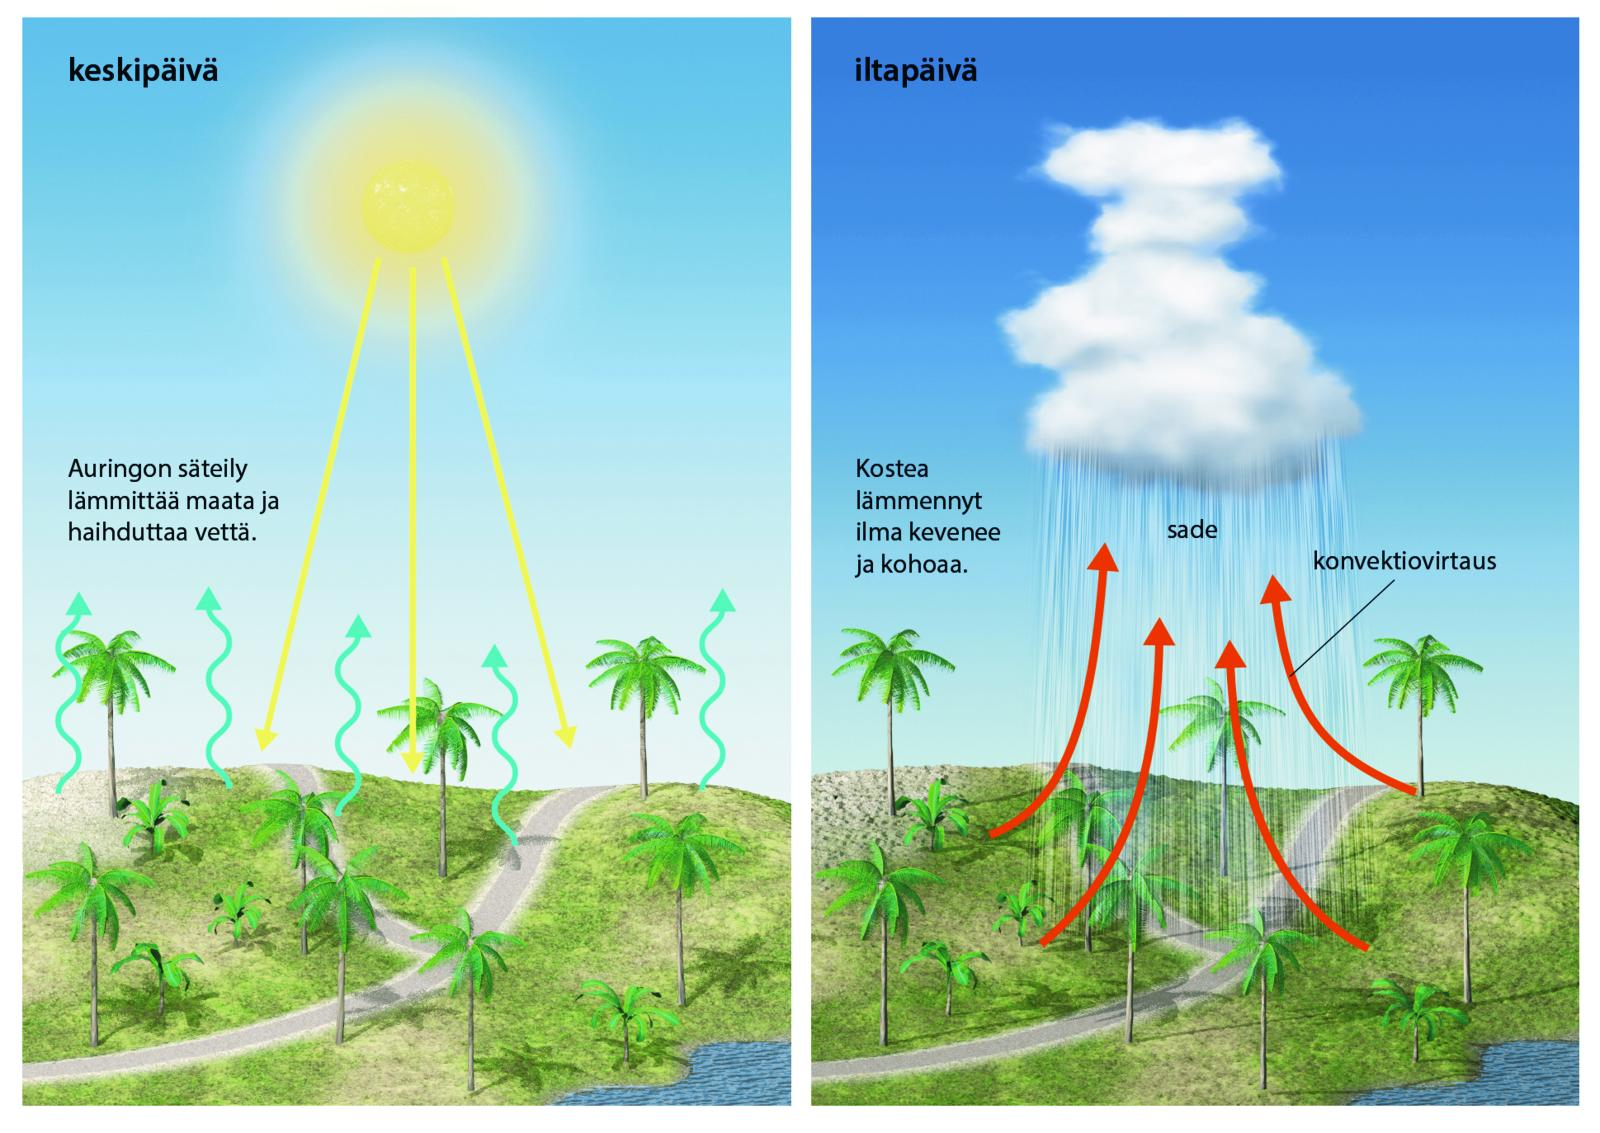 keskipäivä
Auringon säteily
lämmittää maata ja
haihduttaa vettä.
iltapäivä
Kostea
lämmennyt
ilma kevenee
ja kohoaa.
sade
konvektiovirtaus